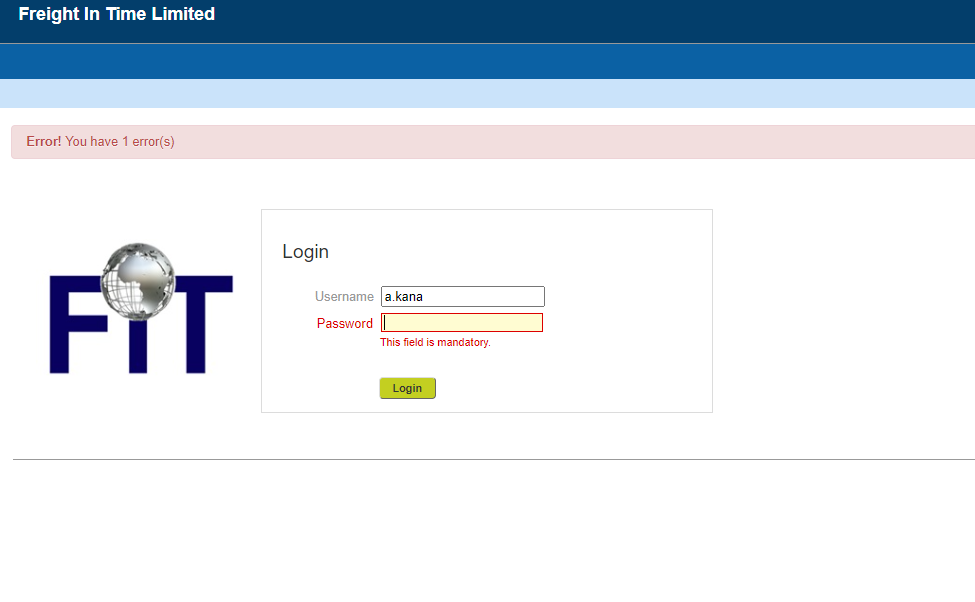 Freight In Time Limited
Error! You have 1 error(s)
FIT
Login
Username a.kana
Password
This field is mandatory.
Login